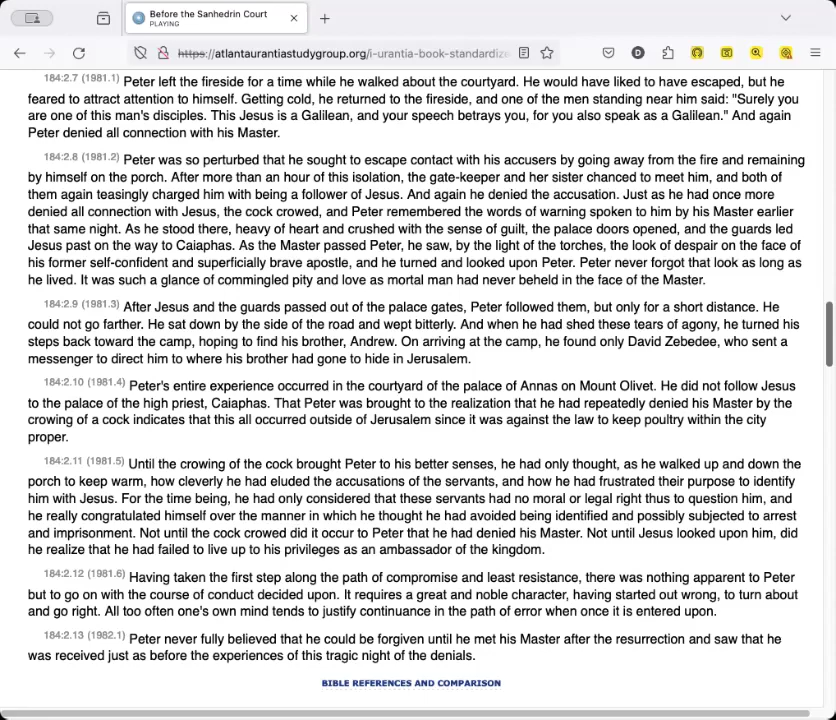 Before the Sanhedrin Court
PLAYING
https://atlantaurantiastudygroup.org/i-urantia-book-standardize
184:2.7 (1981.1) Peter left the fireside for a time while he walked about the courtyard. He would have liked to have escaped, but he
feared to attract attention to himself. Getting cold, he returned to the fireside, and one of the men standing near him said: "Surely you
are one of this man's disciples. This Jesus is a Galilean, and your speech betrays you, for you also speak as a Galilean." And again
Peter denied all connection with his Master.
184:2.8 (1981.2) Peter was so perturbed that he sought to escape contact with his accusers by going away from the fire and remaining
by himself on the porch. After more than an hour of this isolation, the gate-keeper and her sister chanced to meet him, and both of
them again teasingly charged him with being a follower of Jesus. And again he denied the accusation. Just as he had once more
denied all connection with Jesus, the cock crowed, and Peter remembered the words of warning spoken to him by his Master earlier
that same night. As he stood there, heavy of heart and crushed with the sense of guilt, the palace doors opened, and the guards led
Jesus past on the way to Caiaphas. As the Master passed Peter, he saw, by the light of the torches, the look of despair on the face of
his former self-confident and superficially brave apostle, and he turned and looked upon Peter. Peter never forgot that look as long as
he lived. It was such a glance of commingled pity and love as mortal man had never beheld in the face of the Master.
184:2.9 (1981.3) After Jesus and the guards passed out of the palace gates, Peter followed them, but only for a short distance. He
could not go farther. He sat down by the side of the road and wept bitterly. And when he had shed these tears of agony, he turned his
steps back toward the camp, hoping to find his brother, Andrew. On arriving at the camp, he found only David Zebedee, who sent a
messenger to direct him to where his brother had gone to hide in Jerusalem.
184:2.10 (1981.4) Peter's entire experience occurred in the courtyard of the palace of Annas on Mount Olivet. He did not follow Jesus
to the palace of the high priest, Caiaphas. That Peter was brought to the realization that he had repeatedly denied his Master by the
crowing of a cock indicates that this all occurred outside of Jerusalem since it was against the law to keep poultry within the city
proper.
184:2.11 (1981.5) Until the crowing of the cock brought Peter to his better senses, he had only thought, as he walked up and down the
porch to keep warm, how cleverly he had eluded the accusations of the servants, and how he had frustrated their purpose to identify
him with Jesus. For the time being, he had only considered that these servants had no moral or legal right thus to question him, and
he really congratulated himself over the manner in which he thought he had avoided being identified and possibly subjected to arrest
and imprisonment. Not until the cock crowed did it occur to Peter that he had denied his Master. Not until Jesus looked upon him, did
he realize that he had failed to live up to his privileges as an ambassador of the kingdom.
184:2.12 (1981.6) Having taken the first step along the path of compromise and least resistance, there was nothing apparent to Peter
but to go on with the course of conduct decided upon. It requires a great and noble character, having started out wrong, to turn about
and go right. All too often one's own mind tends to justify continuance in the path of error when once it is entered upon.
184:2.13 (1982.1) Peter never fully believed that he could be forgiven until he met his Master after the resurrection and saw that he
was received just as before the experiences of this tragic night of the denials.
BIBLE REFERENCES AND COMPARISON